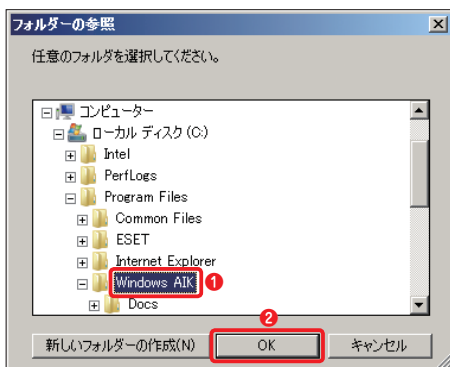 フォルダーの参照
任意のフォルダを選択してください。
コンピューター
ローカル ディスク (C:)
Intel
PerfLogs
Program Files
Common Files
ESET
Internet Explorer
Windows AIK 1
Docs
2
新しいフォルダーの作成(N) OK キャンセル